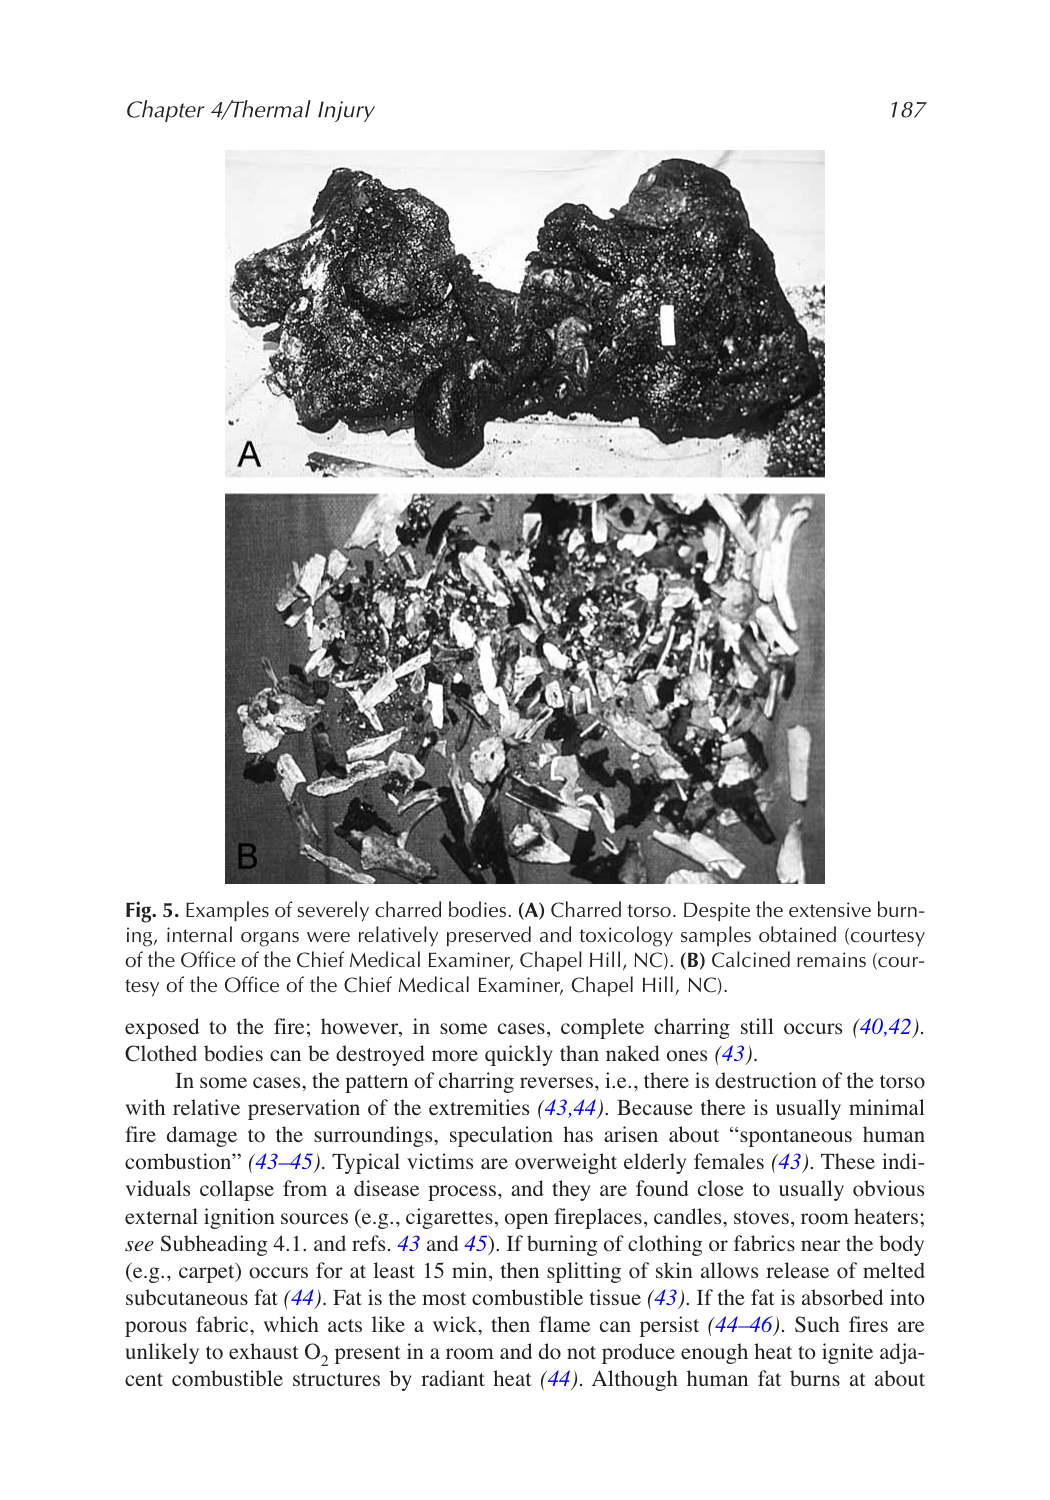 Chapter 4/Thermal Injury 187
A
B
Fig. 5. Examples of severely charred bodies. (A) Charred torso. Despite the extensive burn-
ing, internal organs were relatively preserved and toxicology samples obtained (courtesy
of the Office of the Chief Medical Examiner, Chapel Hill, NC). (B) Calcined remains (cour-
tesy of the Office of the Chief Medical Examiner, Chapel Hill, NC).
exposed to the fire; however, in some cases, complete charring still occurs (40,42).
Clothed bodies can be destroyed more quickly than naked ones (43).
In some cases, the pattern of charring reverses, i.e., there is destruction of the torso
with relative preservation of the extremities (43,44). Because there is usually minimal
fire damage to the surroundings, speculation has arisen about “spontaneous human
combustion” (43–45). Typical victims are overweight elderly females (43). These indi-
viduals collapse from a disease process, and they are found close to usually obvious
external ignition sources (e.g., cigarettes, open fireplaces, candles, stoves, room heaters;
see Subheading 4.1. and refs. 43 and 45). If burning of clothing or fabrics near the body
(e.g., carpet) occurs for at least 15 min, then splitting of skin allows release of melted
subcutaneous fat (44). Fat is the most combustible tissue (43). If the fat is absorbed into
porous fabric, which acts like a wick, then flame can persist (44–46). Such fires are
unlikely to exhaust O2 present in a room and do not produce enough heat to ignite adja-
cent combustible structures by radiant heat (44). Although human fat burns at about